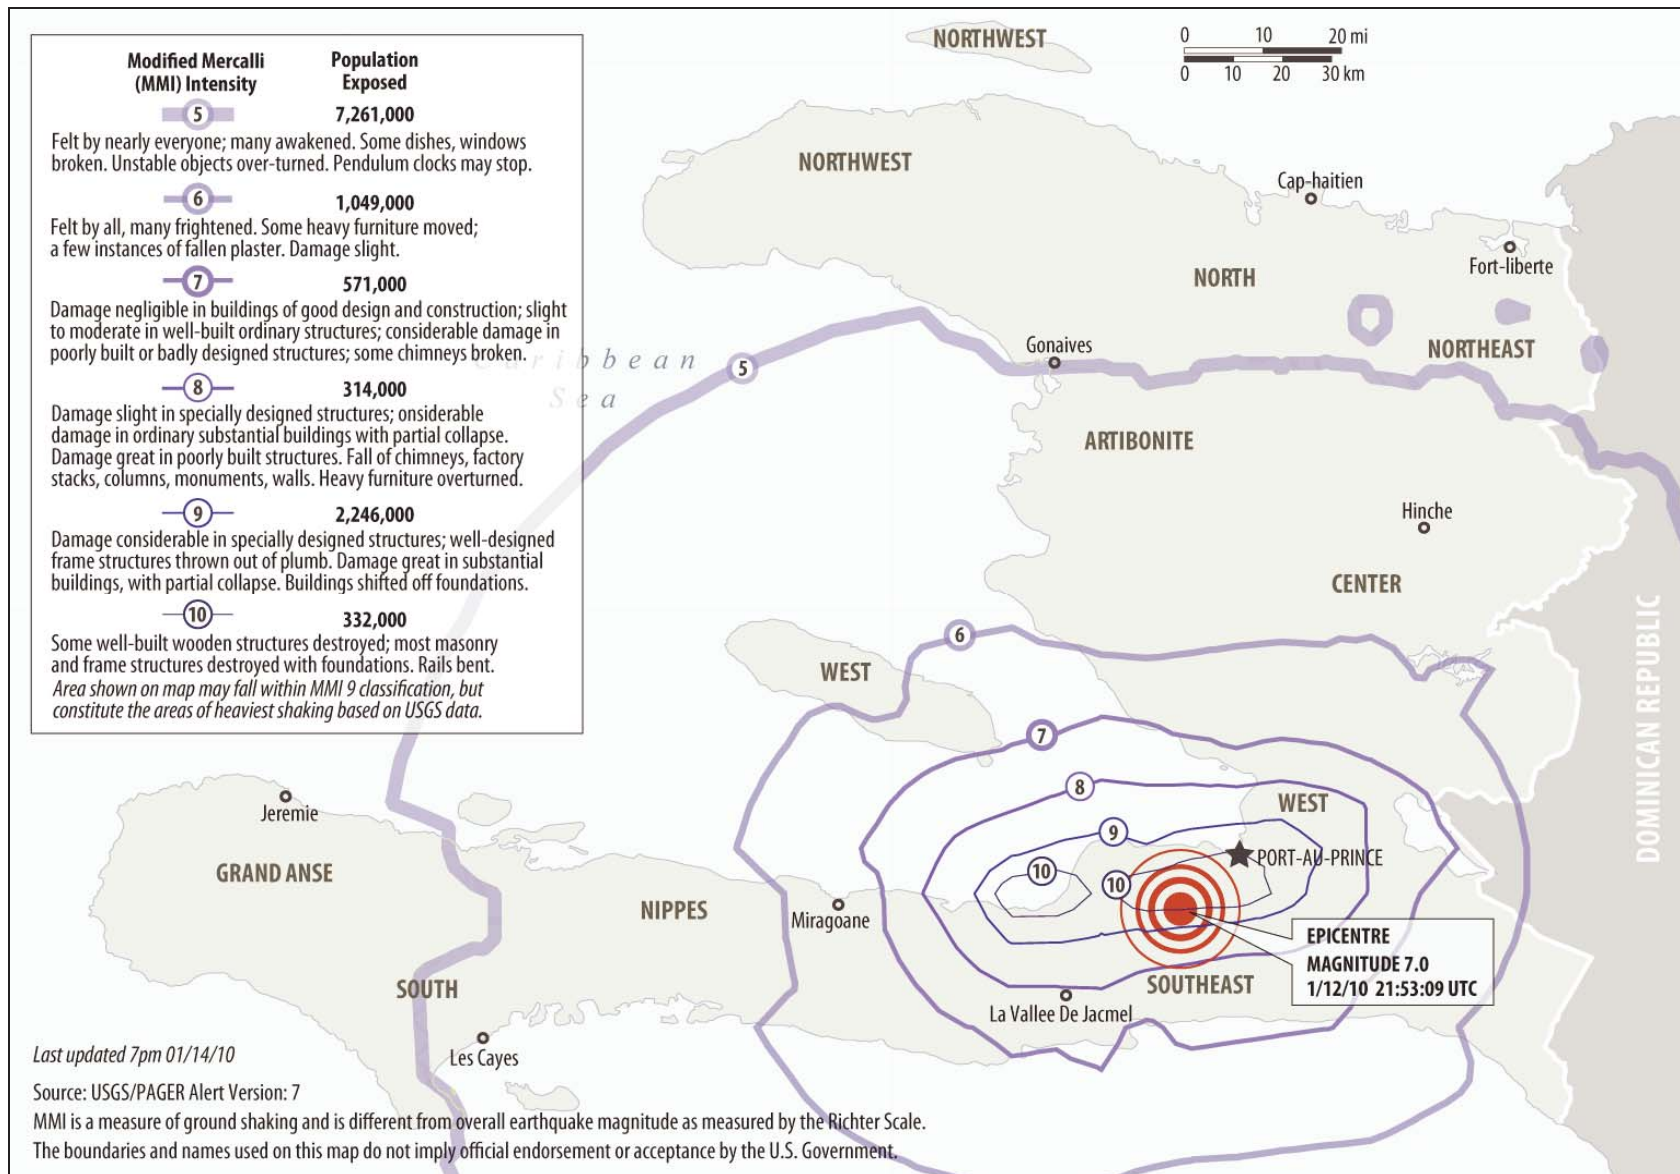 Modified Mercalli
(MMI) Intensity
Population
Exposed
5
7,261,000
Felt by nearly everyone; many awakened. Some dishes, windows
broken. Unstable objects over-turned. Pendulum clocks may stop.
6
1,049,000
Felt by all, many frightened. Some heavy furniture moved;
a few instances of fallen plaster. Damage slight.
7
571,000
Damage negligible in buildings of good design and construction; slight
to moderate in well-built ordinary structures; considerable damage in
poorly built or badly designed structures; some chimneys broken.
8
314,000
Damage slight in specially designed structures; onsiderable
damage in ordinary substantial buildings with partial collapse.
Damage great in poorly built structures. Fall of chimneys, factory
stacks, columns, monuments, walls. Heavy furniture overturned.
9
2,246,000
Damage considerable in specially designed structures; well-designed
frame structures thrown out of plumb. Damage great in substantial
buildings, with partial collapse. Buildings shifted off foundations.
10
332,000
Some well-built wooden structures destroyed; most masonry
and frame structures destroyed with foundations. Rails bent.
Area shown on map may fall within MMI 9 classification, but
constitute the areas of heaviest shaking based on USGS data.
NORTHWEST
0 10 20 mi
0 10 20 30 km
NORTHWEST
Cap-haitien
Fort-liberte
NORTH
Gonaives
NORTHEAST
Caribbean
Sea
5
ARTIBONITE
Hinche
CENTER
DOMINICAN REPUBLIC
6
WEST
7
8
WEST
9
PORT-AU-PRINCE
10
10
Jeremie
GRAND ANSE
NIPPES
Miragoane
EPICENTRE
MAGNITUDE 7.0
1/12/10 21:53:09 UTC
SOUTHEAST
SOUTH
La Vallee De Jacmel
Les Cayes
Last updated 7pm 01/14/10
Source: USGS/PAGER Alert Version: 7
MMI is a measure of ground shaking and is different from overall earthquake magnitude as measured by the Richter Scale.
The boundaries and names used on this map do not imply official endorsement or acceptance by the U.S. Government.